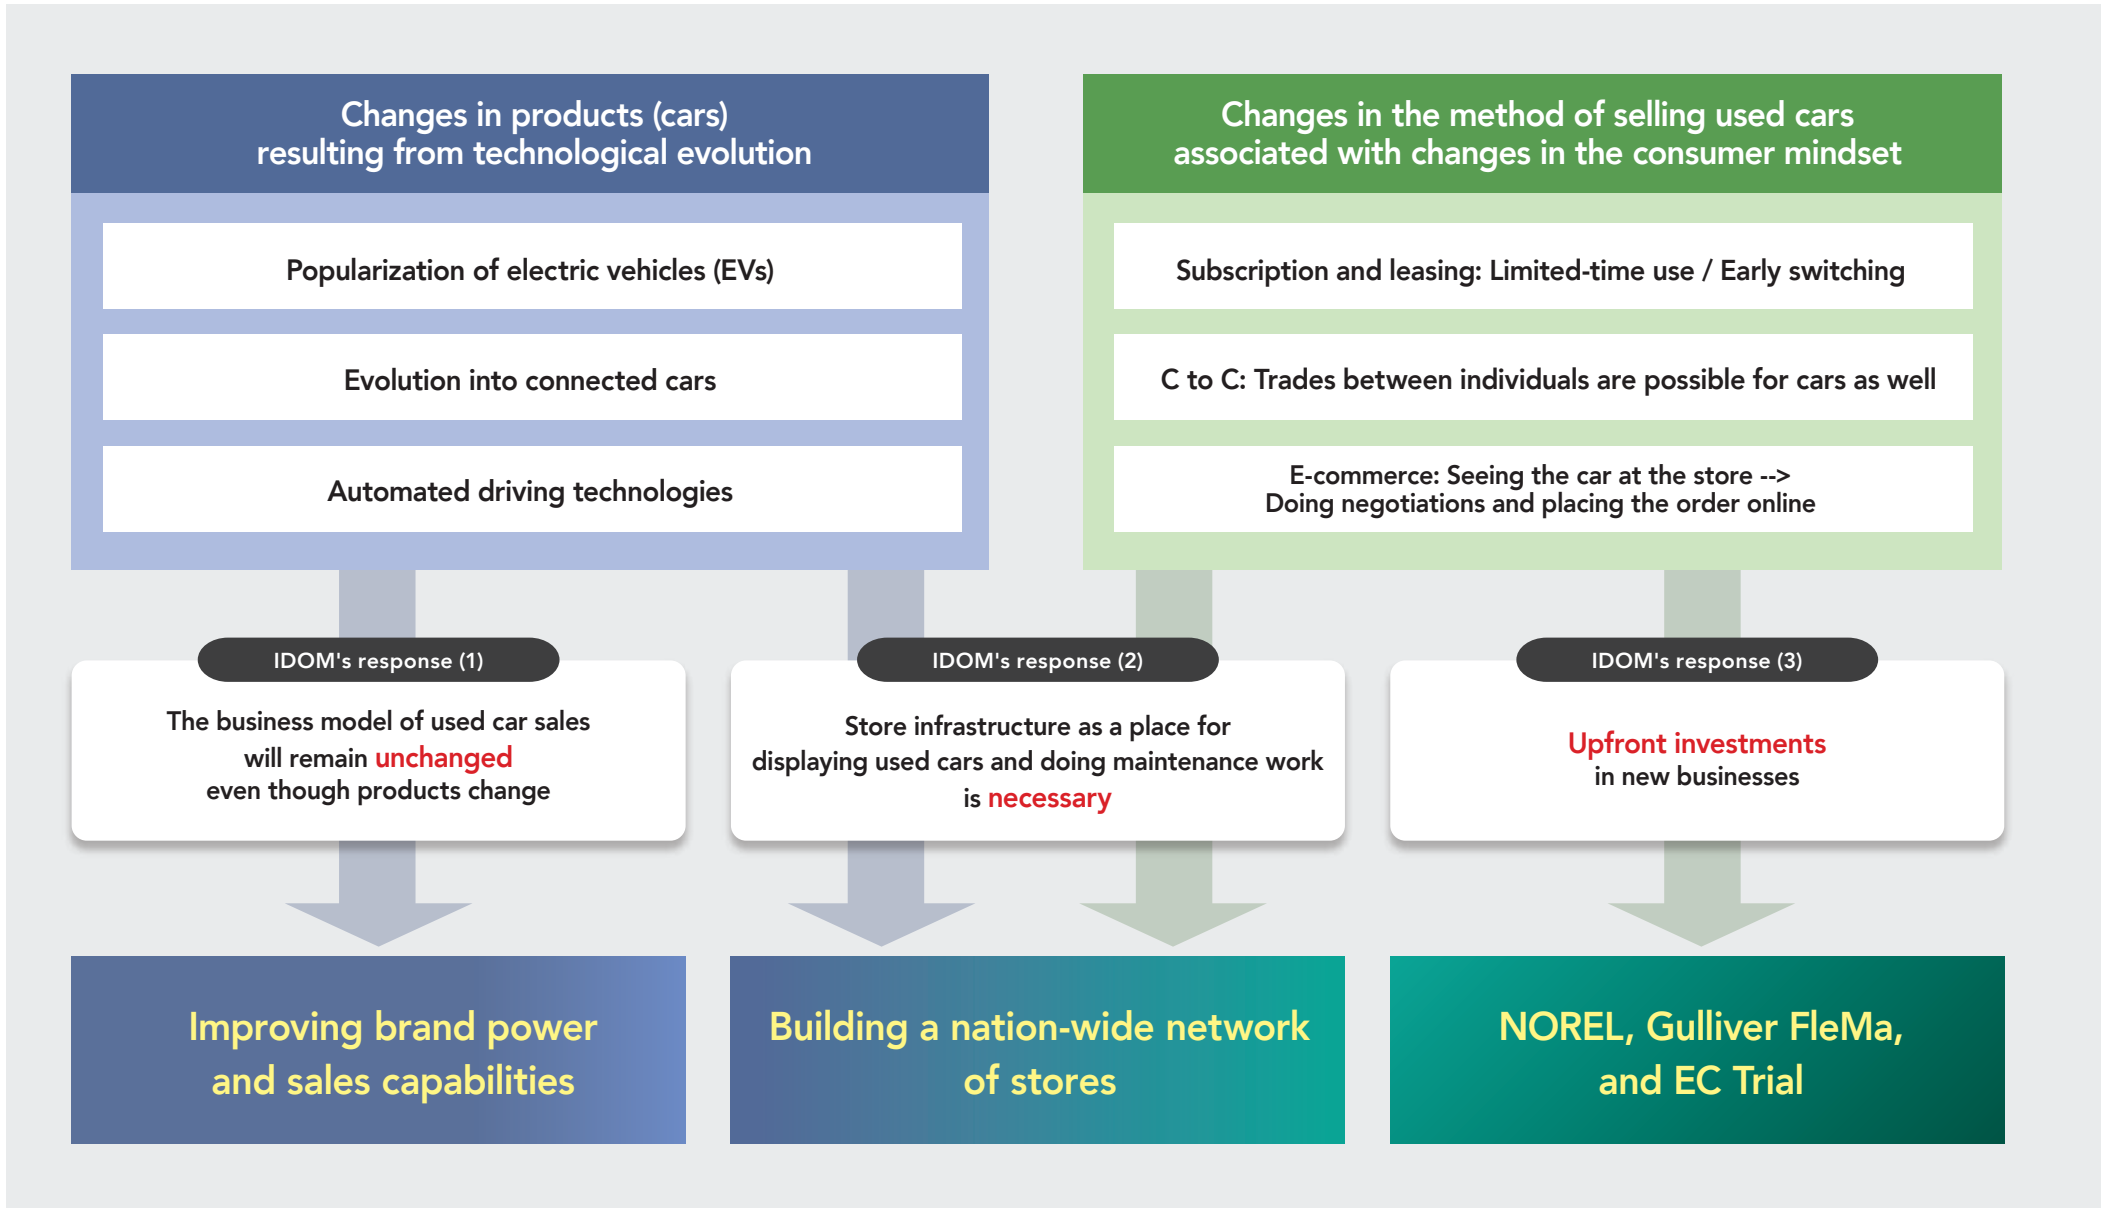 Changes in products (cars)
resulting from technological evolution
Popularization of electric vehicles (EVs)
Evolution into connected cars
Automated driving technologies
Changes in the method of selling used cars
associated with changes in the consumer mindset
Subscription and leasing: Limited-time use / Early switching
C to C: Trades between individuals are possible for cars as well
E-commerce: Seeing the car at the store -->
Doing negotiations and placing the order online
IDOM's response (1)
The business model of used car sales
will remain unchanged
even though products change
IDOM's response (2)
Store infrastructure as a place for
displaying used cars and doing maintenance work
is necessary
IDOM's response (3)
Upfront investments
in new businesses
Improving brand power
and sales capabilities
Building a nation-wide network
of stores
NOREL, Gulliver FleMa,
and EC Trial